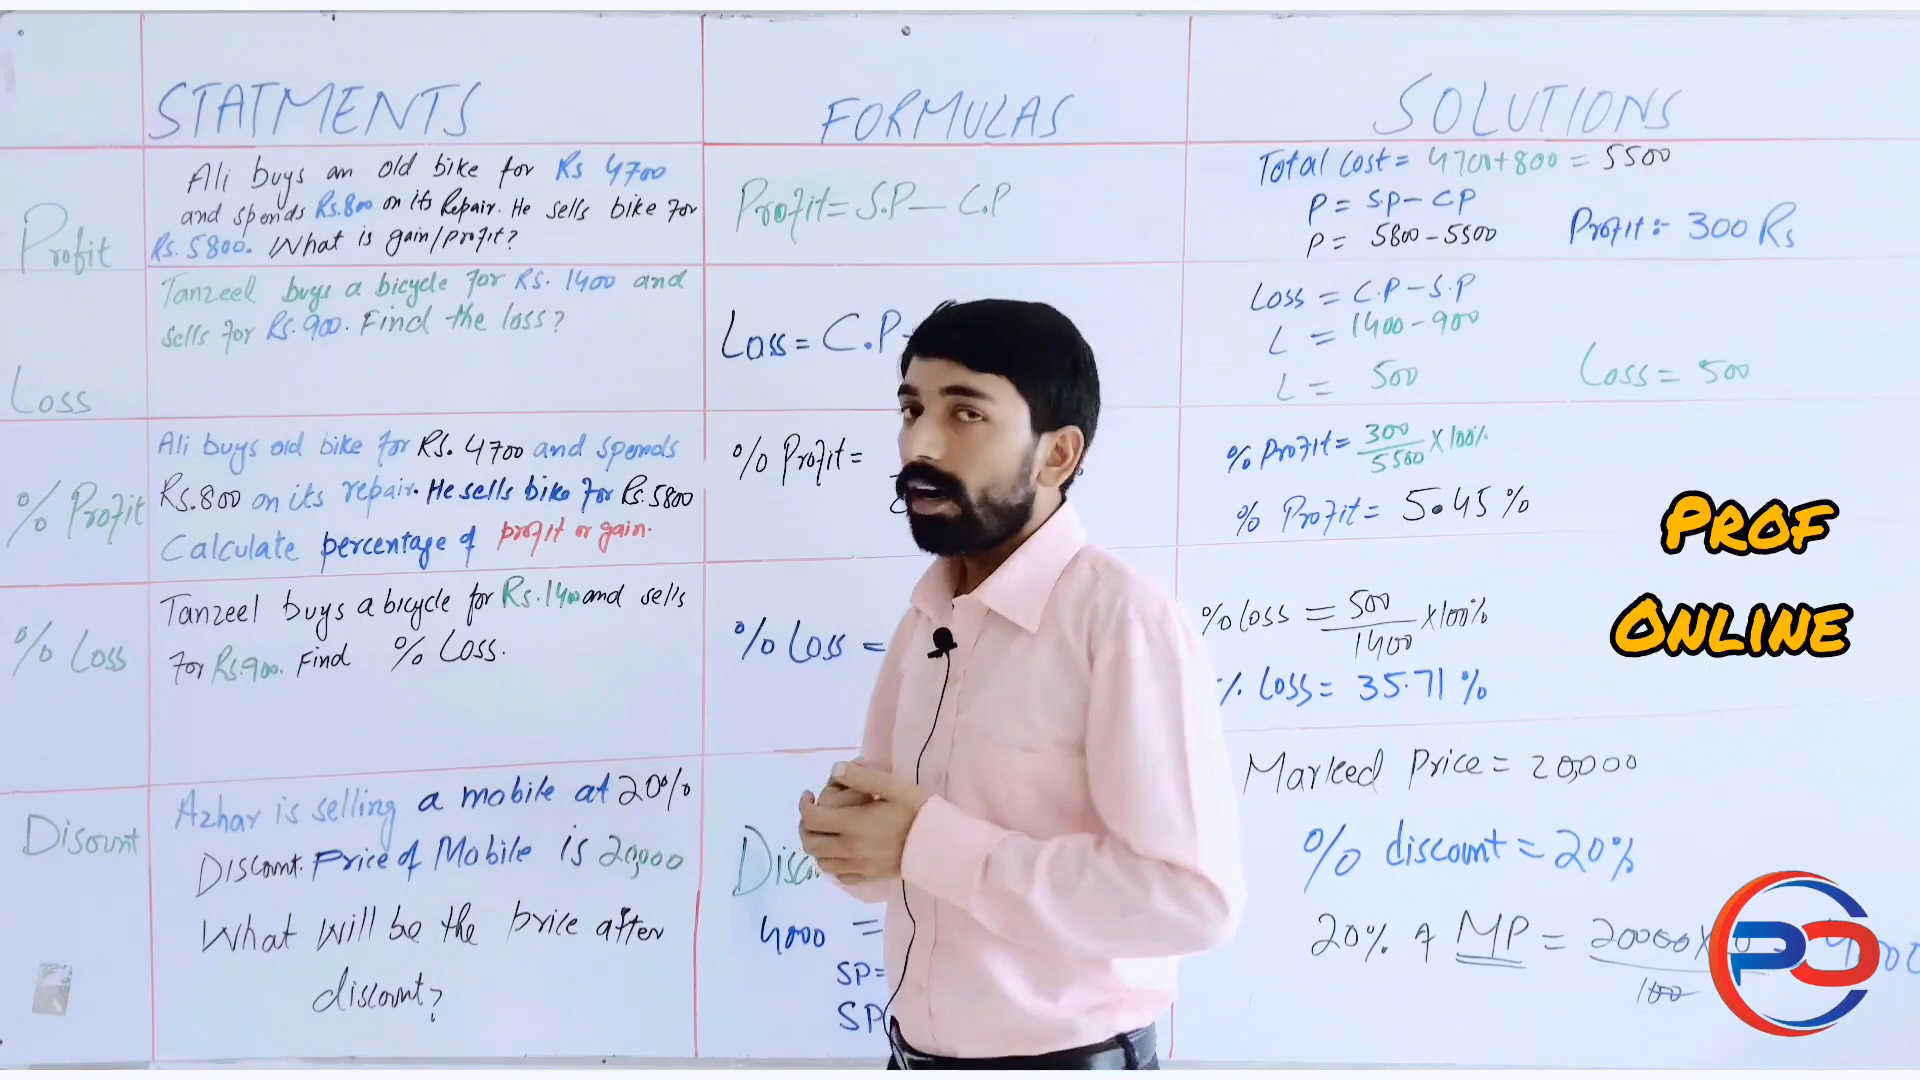 STATMENTS
FORMULAS
SOLUTIONS
Profit
Ali buys an old bike for Rs 4700
and spends Rs.800 on its Repair. He sells bike for
Rs.5800. What is gain/profit?
Profit = S.P - C.P
Total Cost = 4700+800 = 5500
P = S.P - C.P
P = 5800 - 5500
Profit:- 300 Rs
Loss
Tanzeel buys a bicycle for Rs. 1400 and
sells for Rs.900. Find the loss?
Loss = C.P-
Loss = C.P - S.P
L = 1400-900
L = 500
Loss = 500
% Profit
Ali buys old bike for Rs. 4700 and spends
Rs.800 on its repair. He sells bike for Rs.5800
Calculate percentage of profit or gain.
% Profit =
% Profit = 300/5500 X 100%
% Profit = 5.45 %
% Loss
Tanzeel buys a bicycle for Rs.1400 and sells
for Rs.900. Find % Loss.
% Loss =
% loss = 500/1400 X 100%
% Loss = 35.71 %
Disount
Azhar is selling a mobile at 20%
Discount. Price of Mobile is 20,000
What will be the price after
discount?
4000 =
SP=
SP
Marked Price = 20,000
% discount = 20%
20% of MP =
100
PROF
ONLINE
PO